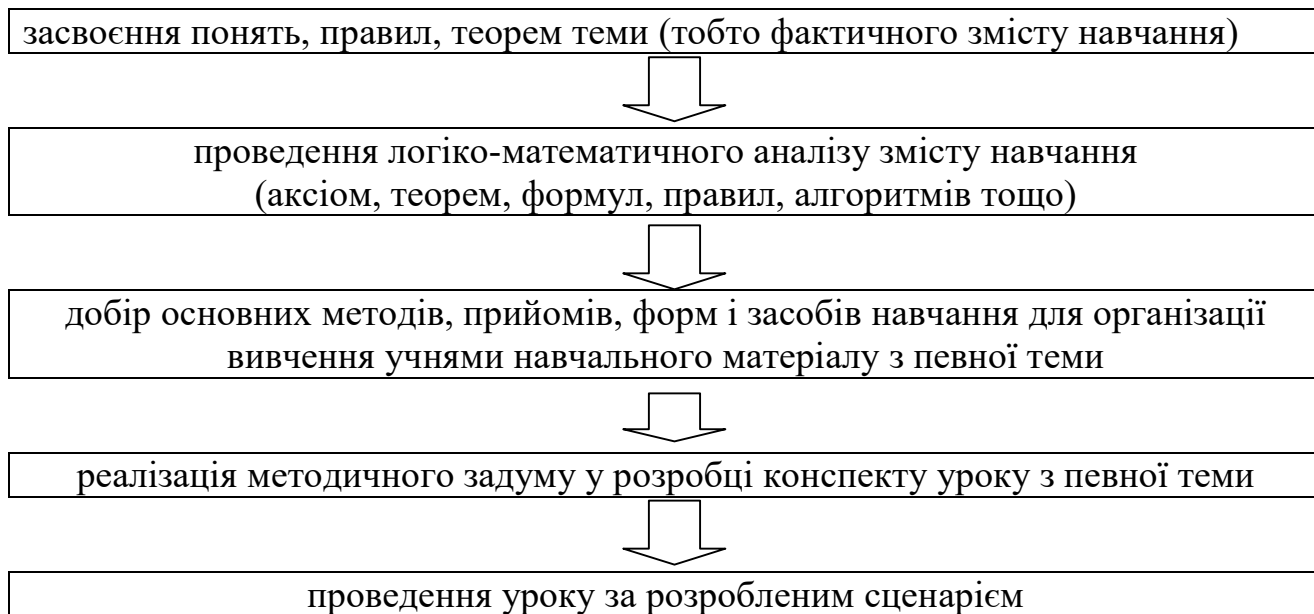 засвоєння понять, правил, теорем теми (тобто фактичного змісту навчання)
проведення логіко-математичного аналізу змісту навчання
(аксіом, теорем, формул, правил, алгоритмів тощо)
добір основних методів, прийомів, форм і засобів навчання для організації
вивчення учнями навчального матеріалу з певної теми
реалізація методичного задуму у розробці конспекту уроку з певної теми
проведення уроку за розробленим сценарієм